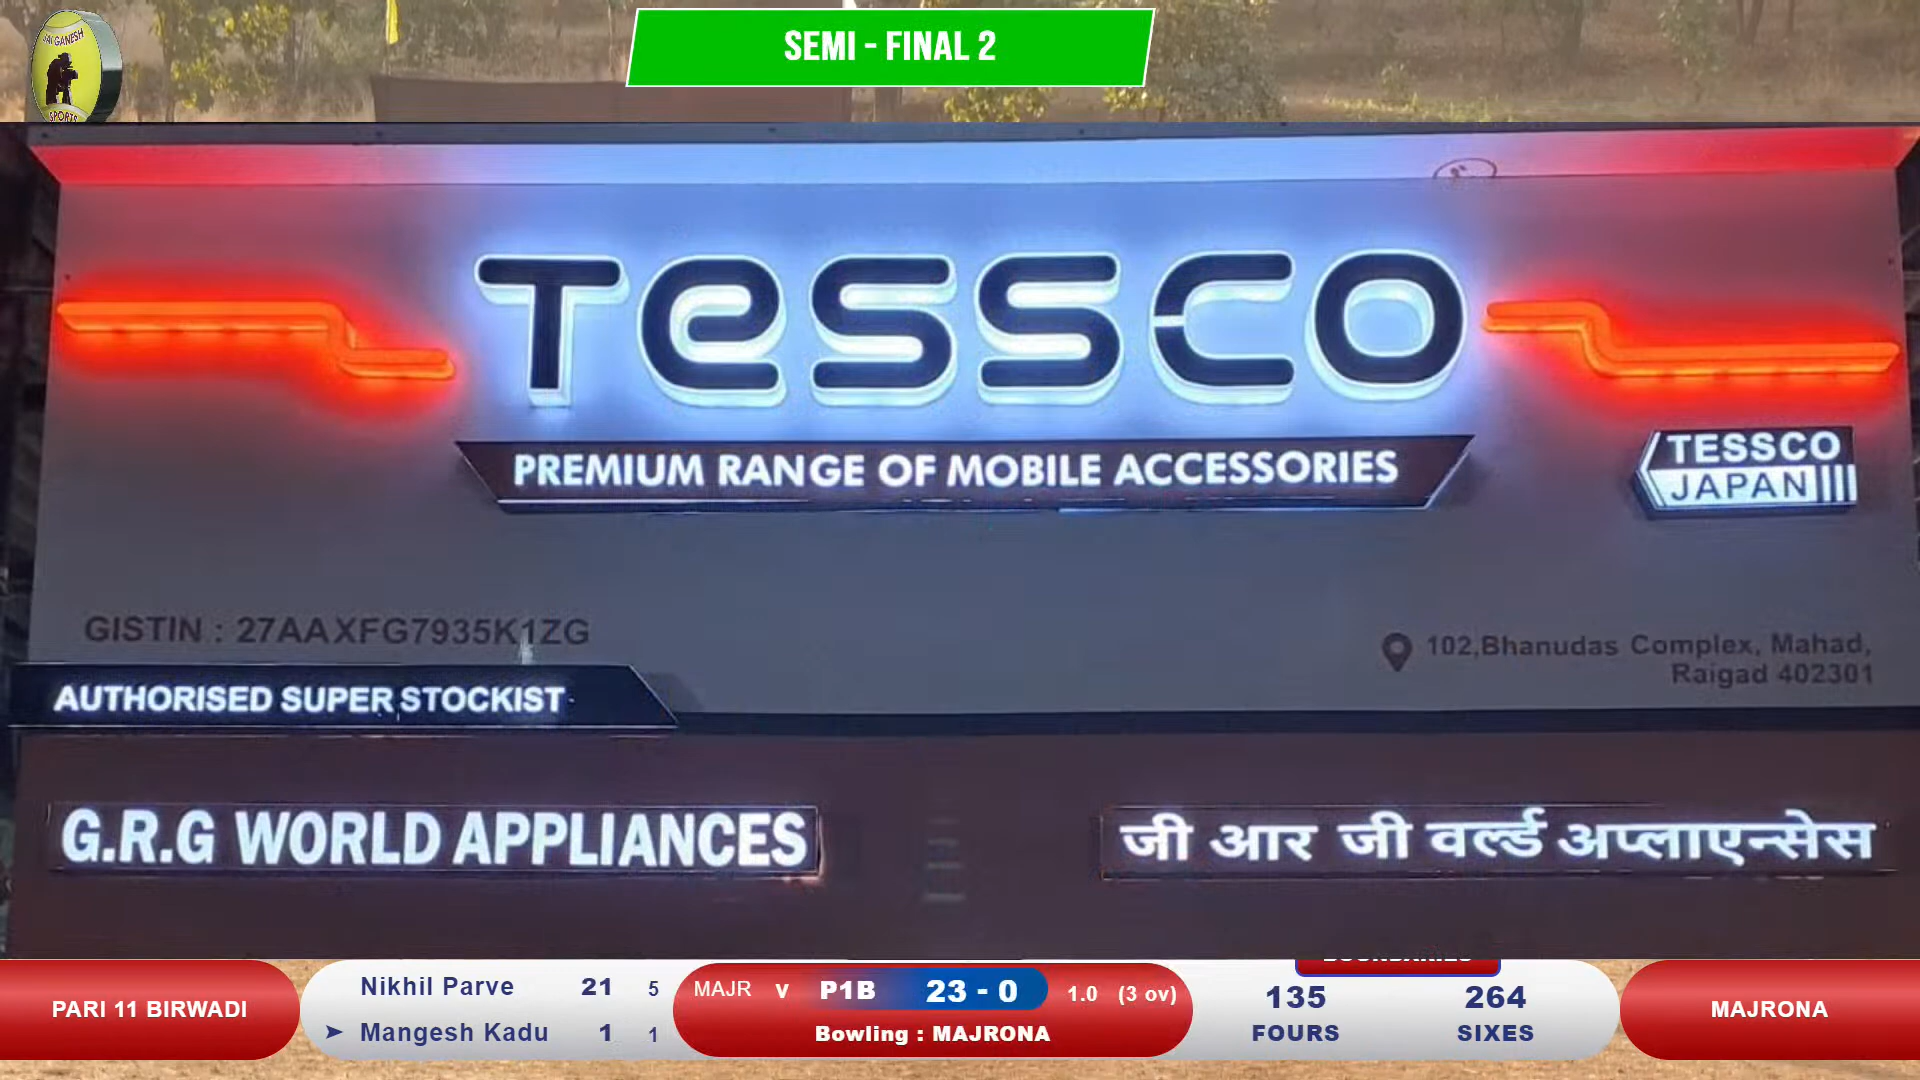 JAI GANESH
SPORTS
SEMI - FINAL 2
TESSCO
PREMIUM RANGE OF MOBILE ACCESSORIES
TESSCO
JAPAN
GISTIN : 27AAXFG7935K1ZG
102,Bhanudas Complex, Mahad,
Raigad 402301
AUTHORISED SUPER STOCKIST
G.R.G WORLD APPLIANCES
जी आर जी वर्ल्ड अप्लाएन्सेस
PARI 11 BIRWADI
Nikhil Parve 21 5
➤ Mangesh Kadu 1 1
MAJR v P1B 23 - 0 1.0 (3 ov)
Bowling : MAJRONA
BOUNDARIES
135 264
FOURS SIXES
MAJRONA